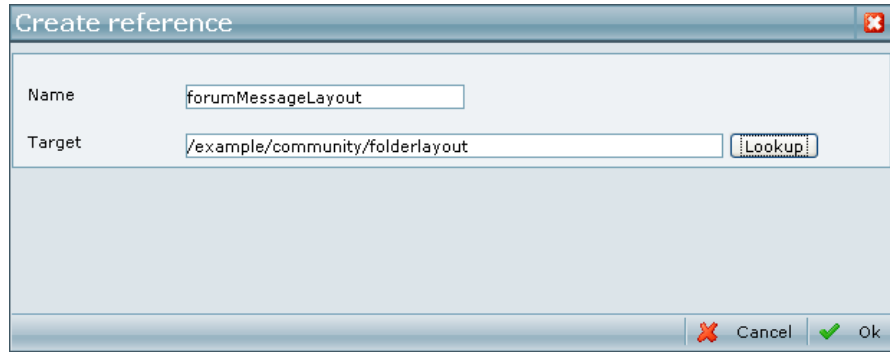 Create reference
Name forumMessageLayout
Target /example/community/folderlayout Lookup
Cancel Ok